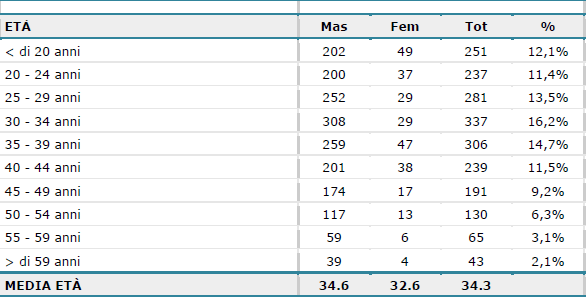 ETÁ Mas Fem Tot %
< di 20 anni 202 49 251 12,1%
20 - 24 anni 200 37 237 11,4%
25 - 29 anni 252 29 281 13,5%
30 - 34 anni 308 29 337 16,2%
35 - 39 anni 259 47 306 14,7%
40 - 44 anni 201 38 239 11,5%
45 - 49 anni 174 17 191 9,2%
50 - 54 anni 117 13 130 6,3%
55 - 59 anni 59 6 65 3,1%
> di 59 anni 39 4 43 2,1%
MEDIA ETÀ 34.6 32.6 34.3